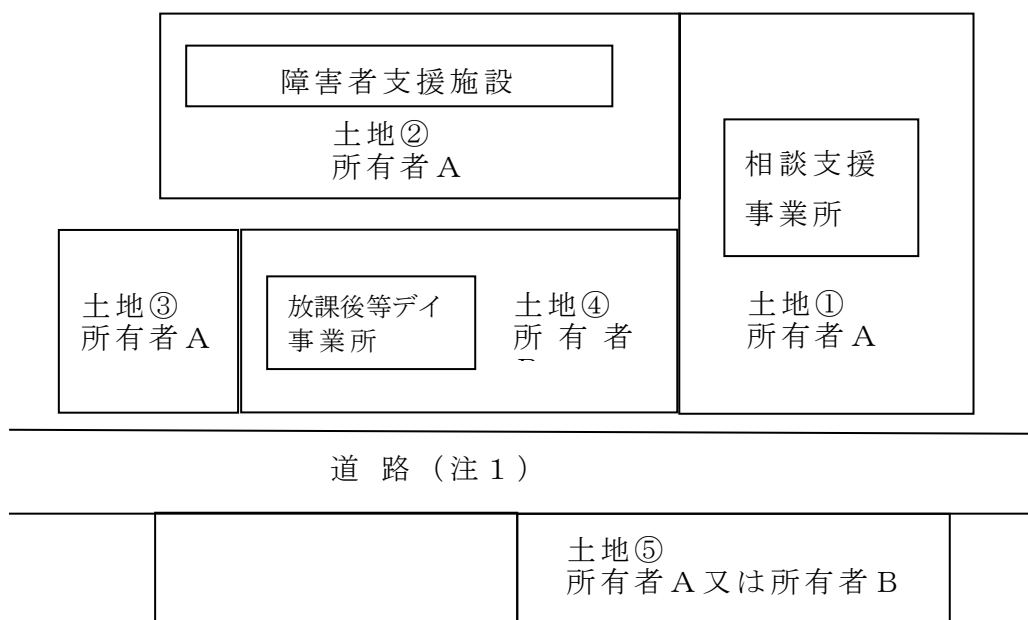 障害者支援施設
土地②
所有者A
相談支援
事業所
土地①
所有者A
土地③
所有者A
放課後等デイ
事業所
土地④
所有者
道路(注1)
土地⑤
所有者A又は所有者B